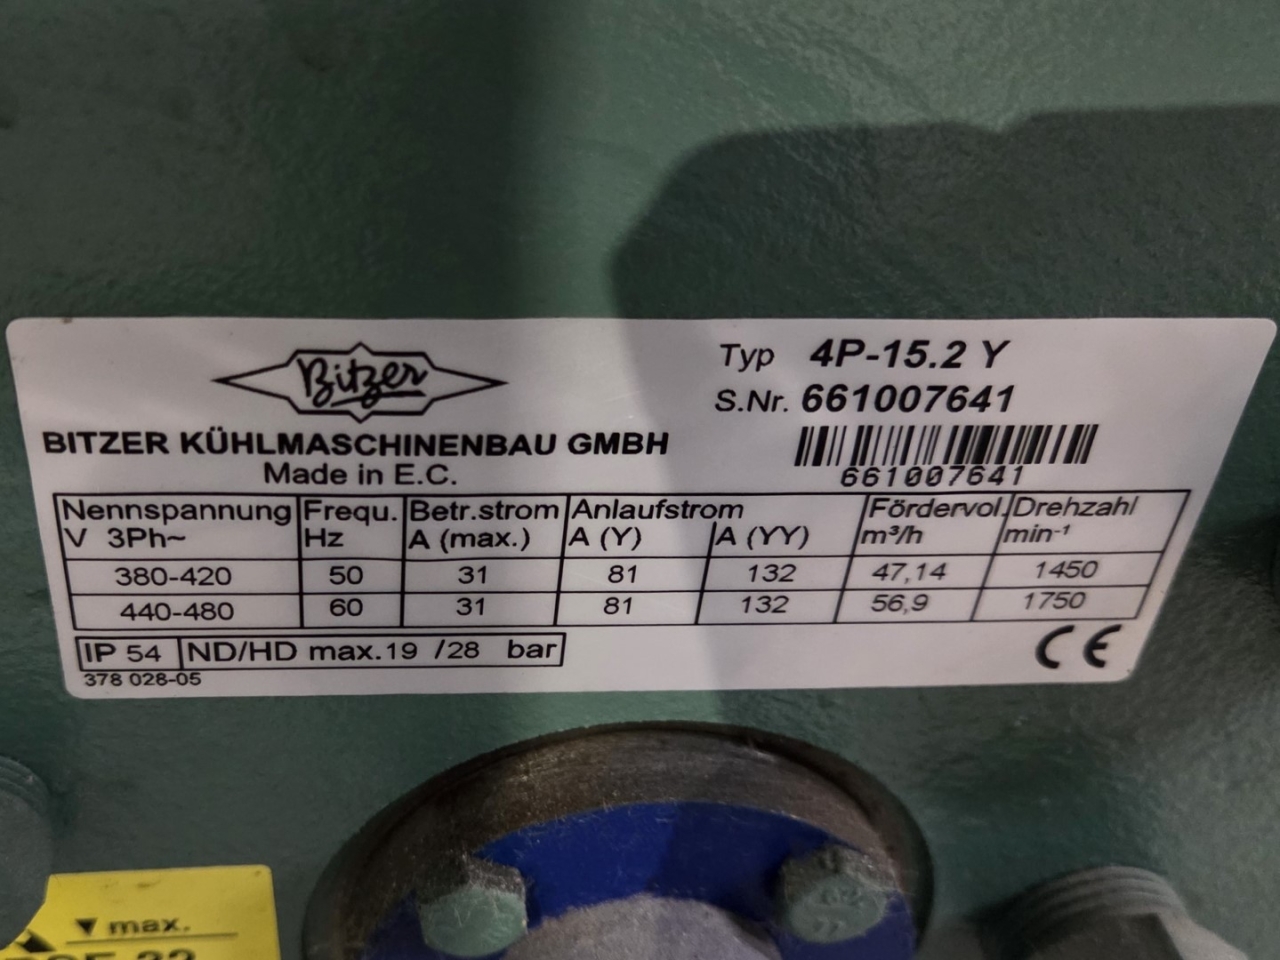 Bitzer
BITZER KÜHLMASCHINENBAU GMBH
Made in E.C.
Typ 4P-15.2 Y
S.Nr. 661007641
661007641
Nennspannung Frequ. Betr.strom Anlaufstrom Fördervol. Drehzahl
V 3Ph~ Hz A (max.) A (Y) A (YY) m³/h min-¹
380-420 50 31 81 132 47,14 1450
440-480 60 31 81 132 56,9 1750
IP 54 ND/HD max.19 /28 bar
378 028-05
CE
max.